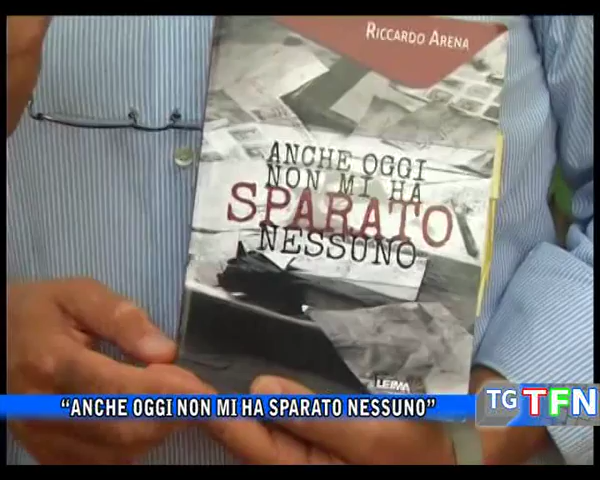 RICCARDO ARENA
ANCHE OGGI
NON MI HA
SPARATO
NESSUNO
LEIMA
"ANCHE OGGI NON MI HA SPARATO NESSUNO"
TG TFN